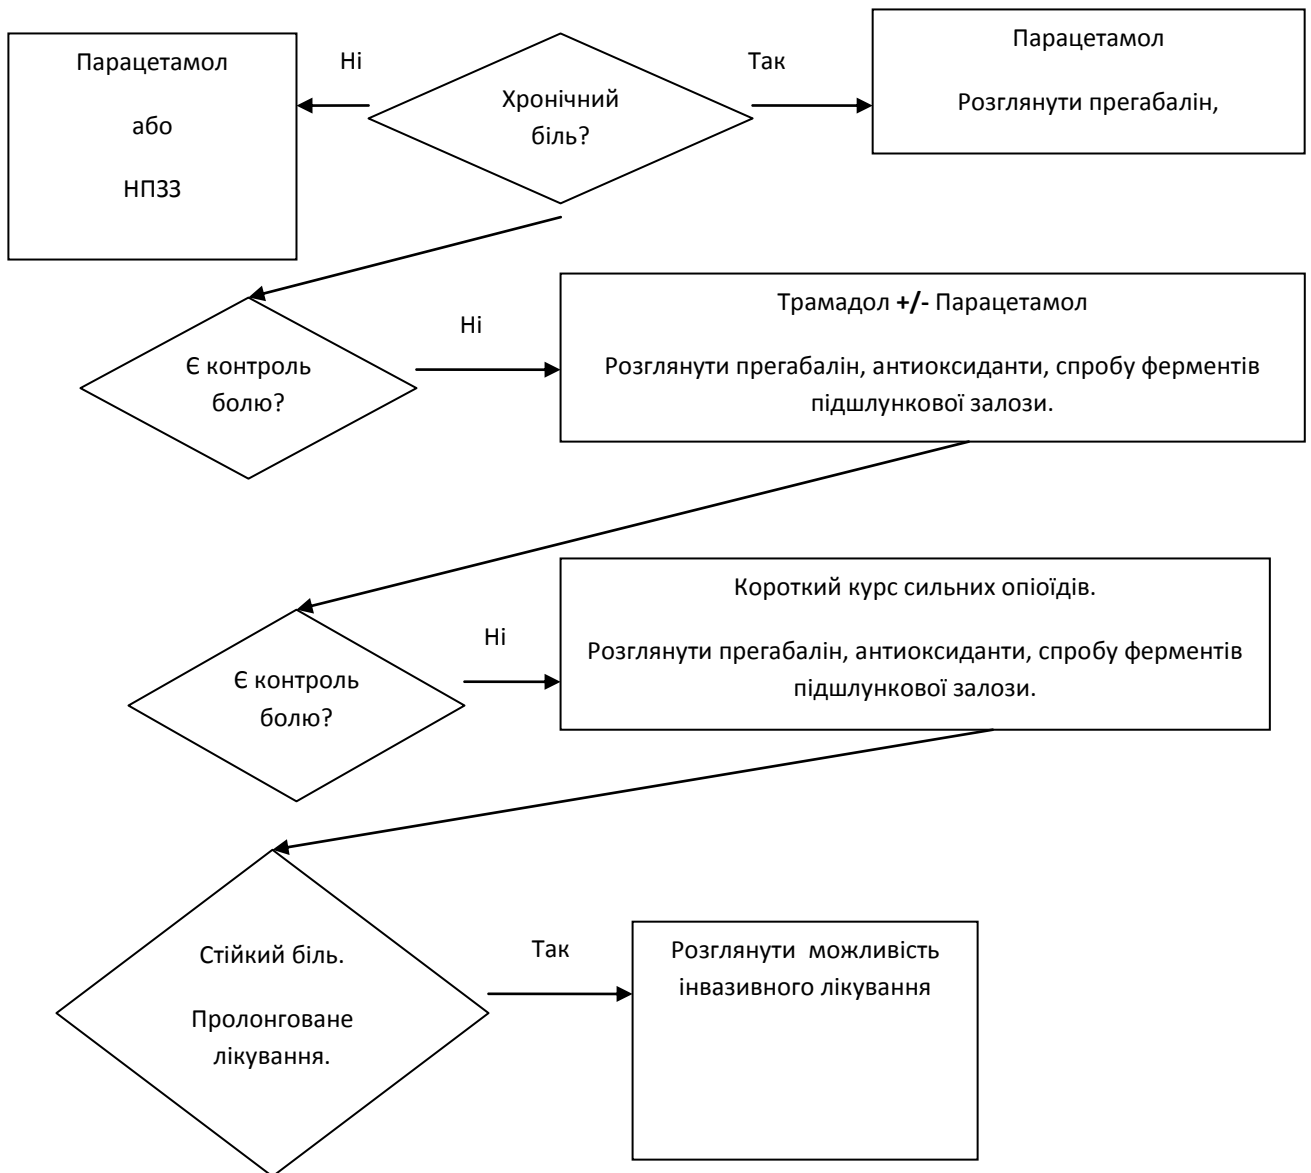 Парацетамол
або
НПЗЗ
Ні
Хронічний
біль?
Так
Парацетамол
Розглянути прегабалін,
Є контроль
болю?
Ні
Трамадол +/- Парацетамол
Розглянути прегабалін, антиоксиданти, спробу ферментів
підшлункової залози.
Є контроль
болю?
Ні
Короткий курс сильних опіоїдів.
Розглянути прегабалін, антиоксиданти, спробу ферментів
підшлункової залози.
Стійкий біль.
Пролонговане
лікування.
Так
Розглянути можливість
інвазивного лікування